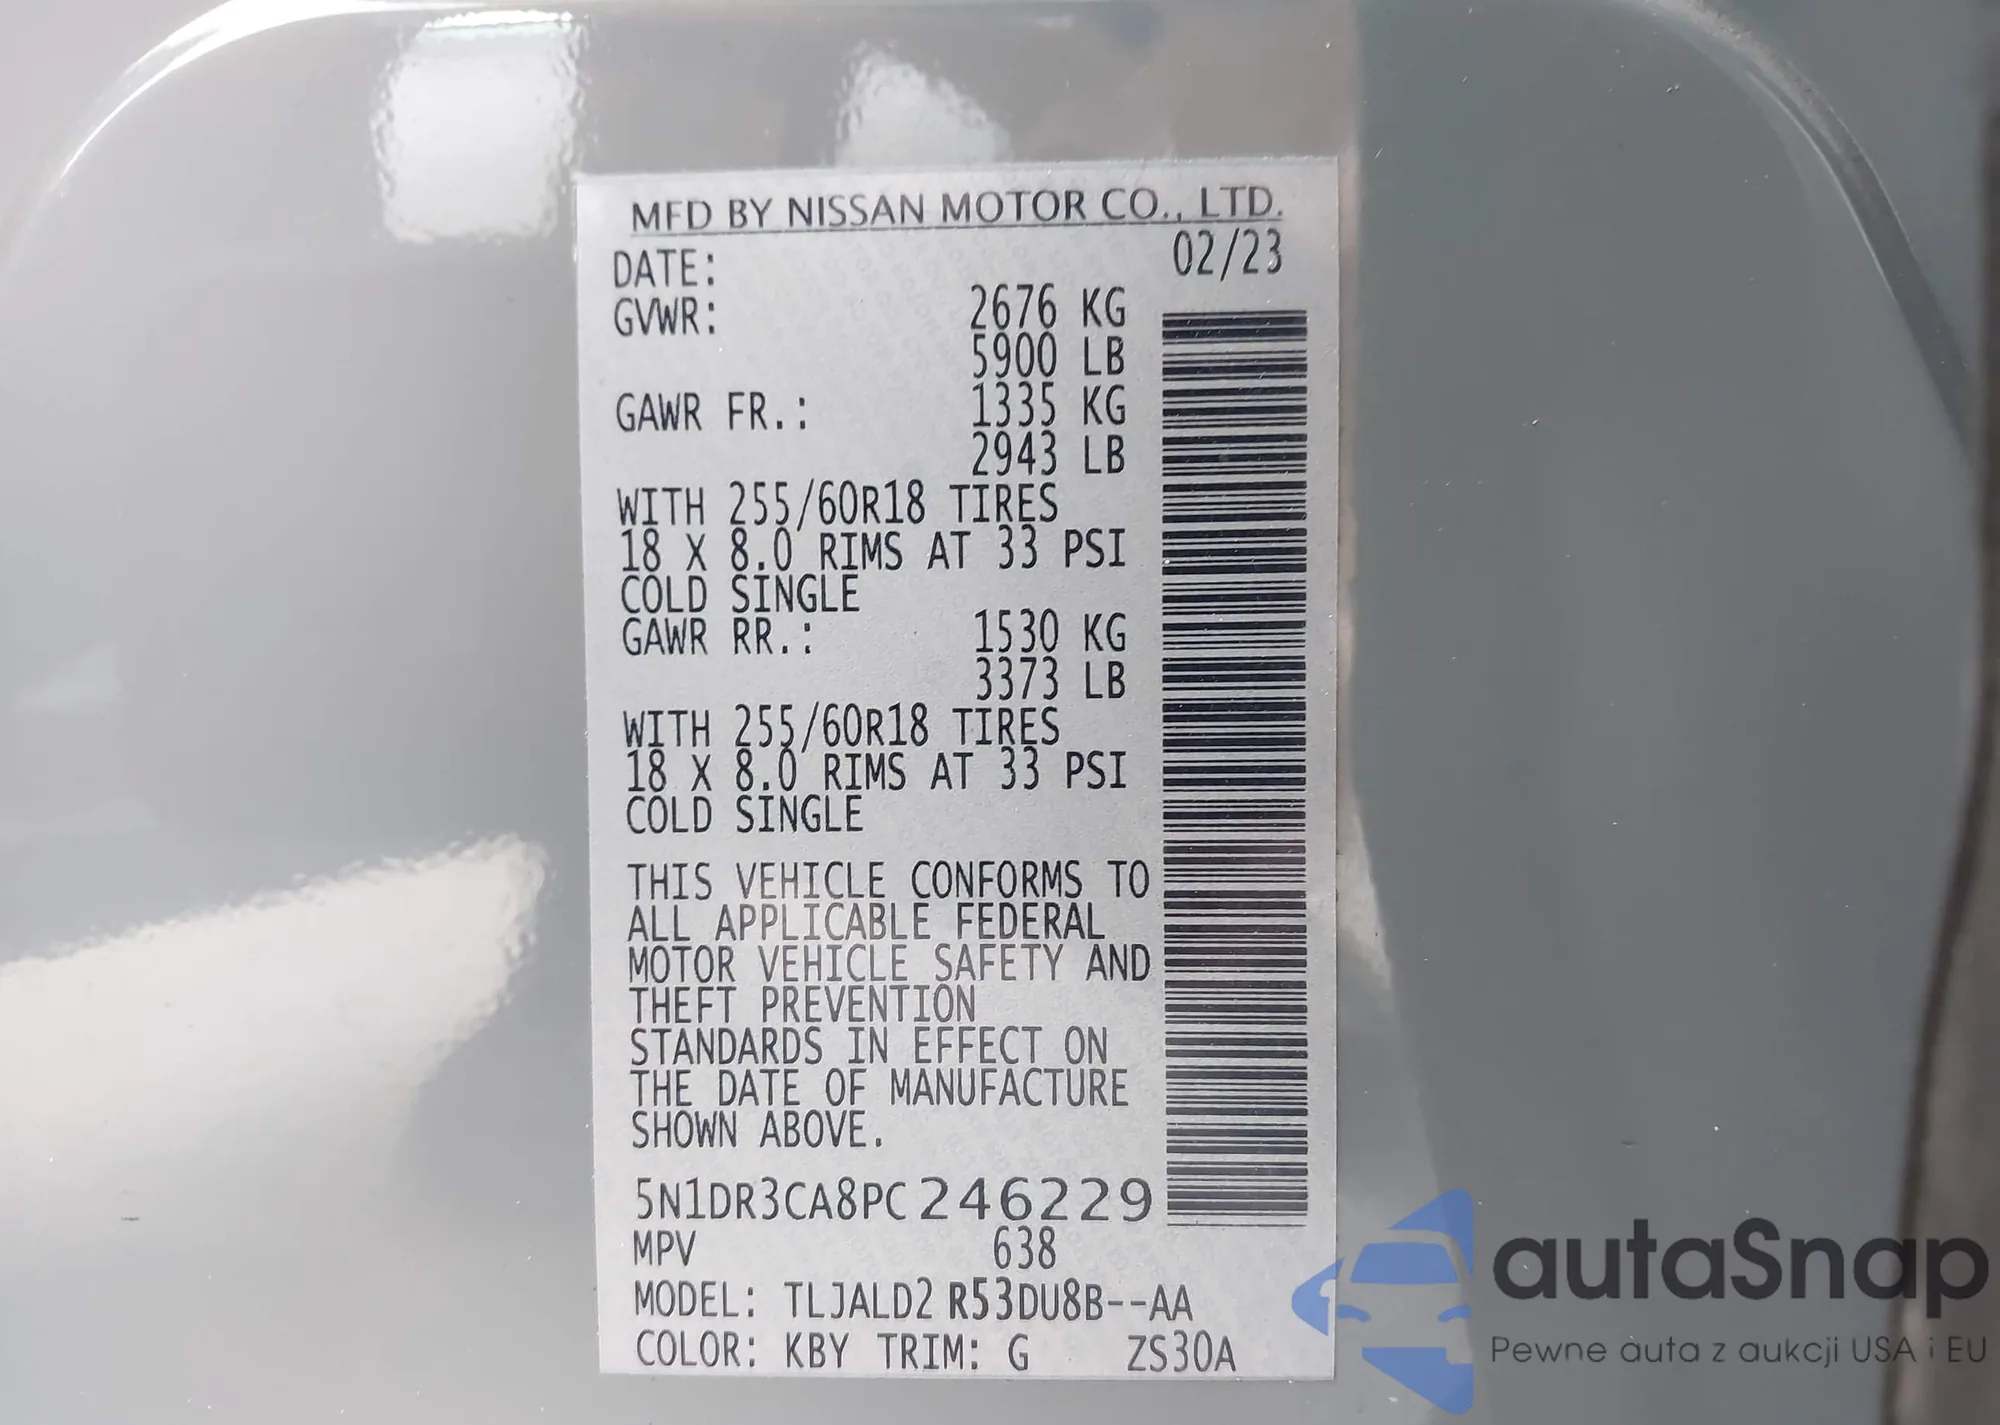 MFD BY NISSAN MOTOR CO., LTD.
DATE: 02/23
GVWR: 2676 KG
5900 LB
GAWR FR.: 1335 KG
2943 LB
WITH 255/60R18 TIRES
18 X 8.0 RIMS AT 33 PSI
COLD SINGLE
GAWR RR.: 1530 KG
3373 LB
WITH 255/60R18 TIRES
18 X 8.0 RIMS AT 33 PSI
COLD SINGLE
THIS VEHICLE CONFORMS TO
ALL APPLICABLE FEDERAL
MOTOR VEHICLE SAFETY AND
THEFT PREVENTION
STANDARDS IN EFFECT ON
THE DATE OF MANUFACTURE
SHOWN ABOVE.
5N1DR3CA8PC246229
MPV 638
MODEL: TLJALD2 R53DU8B--AA
COLOR: KBY TRIM: G ZS30A
autaSnap
Pewne auta z aukcji USA i EU